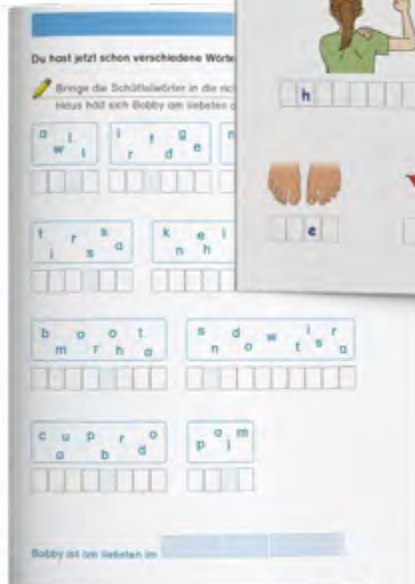 Du hast jetzt schon verschiedene Wörte
Bringe die Schüttelwörter in die ric
Haus hält sich Bobby am liebsten
h
e
a l w i
i t g r d e
t r s i s a
k e i n h
b o o t m r h a
s d w i r n o t s a
c u p r o a b d
a m p j
Bobby ist am liebsten im